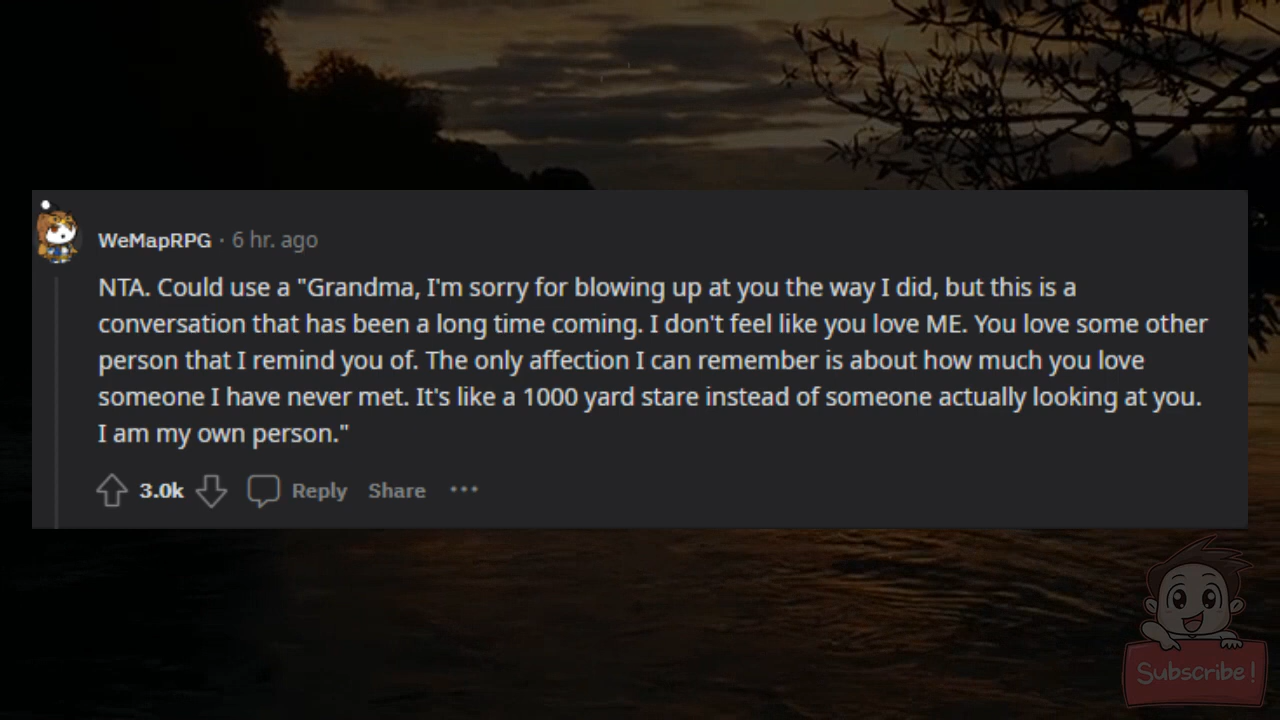 WeMapRPG · 6 hr. ago
NTA. Could use a "Grandma, I'm sorry for blowing up at you the way I did, but this is a
conversation that has been a long time coming. I don't feel like you love ME. You love some other
person that I remind you of. The only affection I can remember is about how much you love
someone I have never met. It's like a 1000 yard stare instead of someone actually looking at you.
I am my own person."
3.0k Reply Share ···
Subscribe!